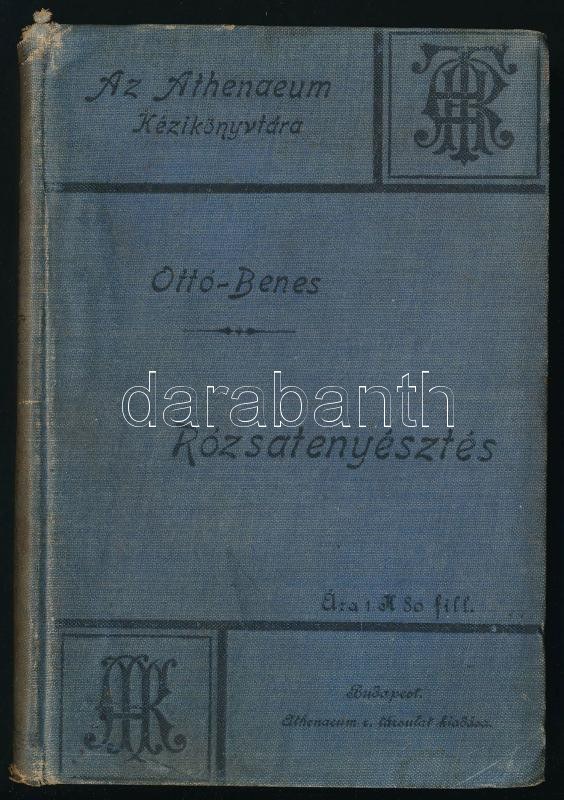 Az Athenaeum
Kézikönyvtára
Ottó-Benes
darabanth
Rózsatenyésztés
Ára 1 K 80 fill.
Budapest.
Athenaeum r. társulat kiadása.